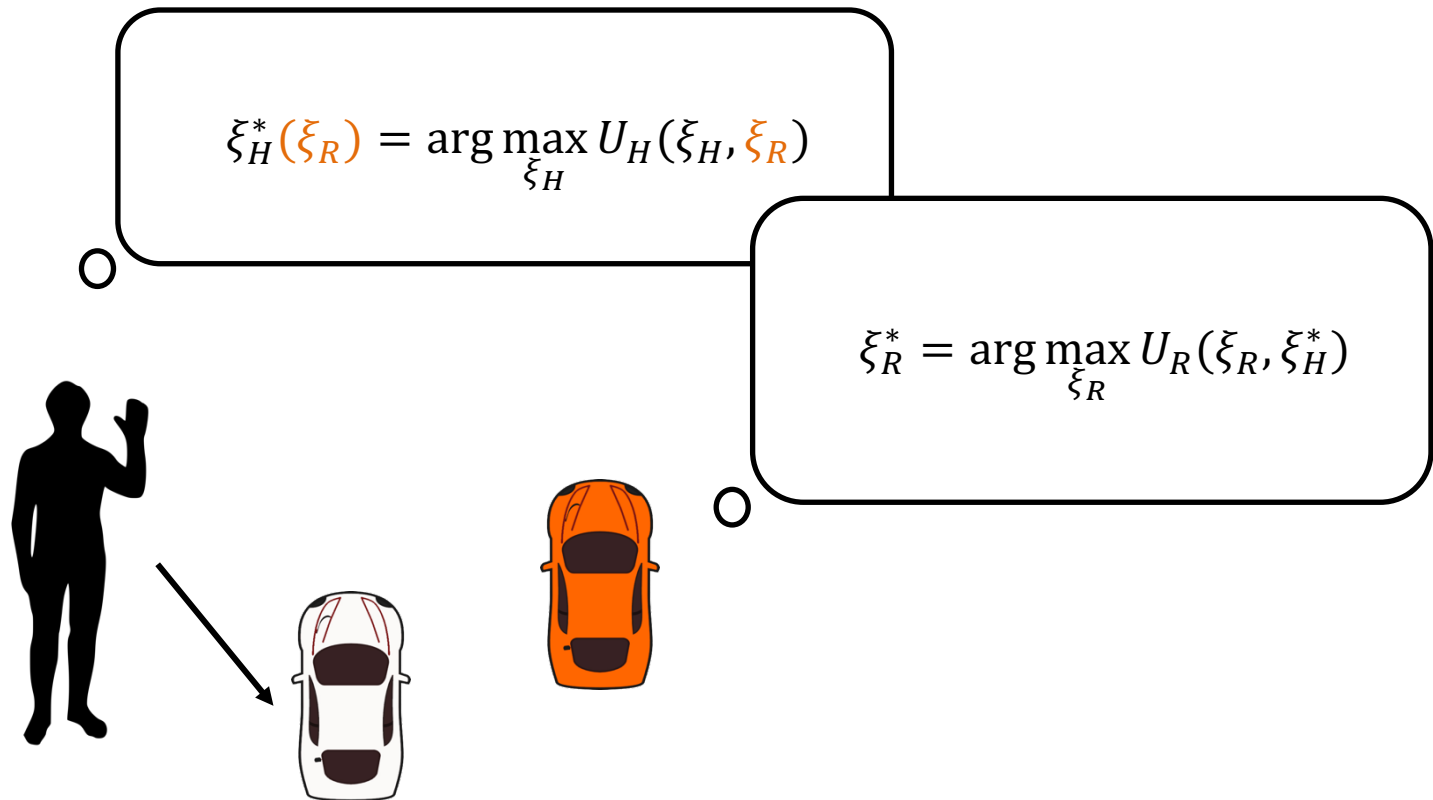 ξ*_H(ξ_R) = arg max_{ξ_H} U_H(ξ_H, ξ_R)
ξ*_R = arg max_{ξ_R} U_R(ξ_R, ξ*_H)